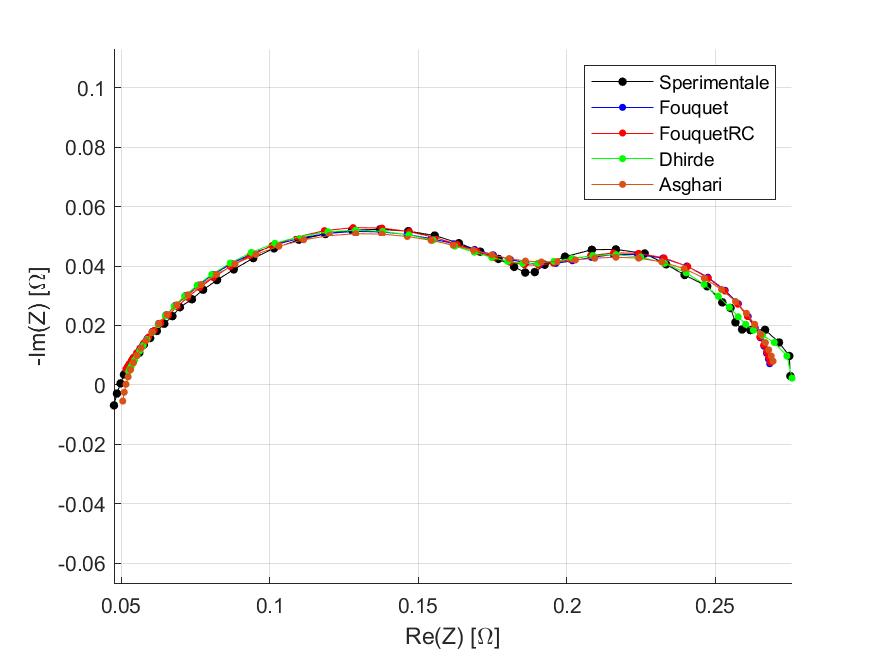 0.1
0.08
0.06
0.04
0.02
0
-0.02
-0.04
-0.06
-Im(Z) [Ω]
0.05 0.1 0.15 0.2 0.25
Re(Z) [Ω]
Sperimentale
Fouquet
FouquetRC
Dhirde
Asghari